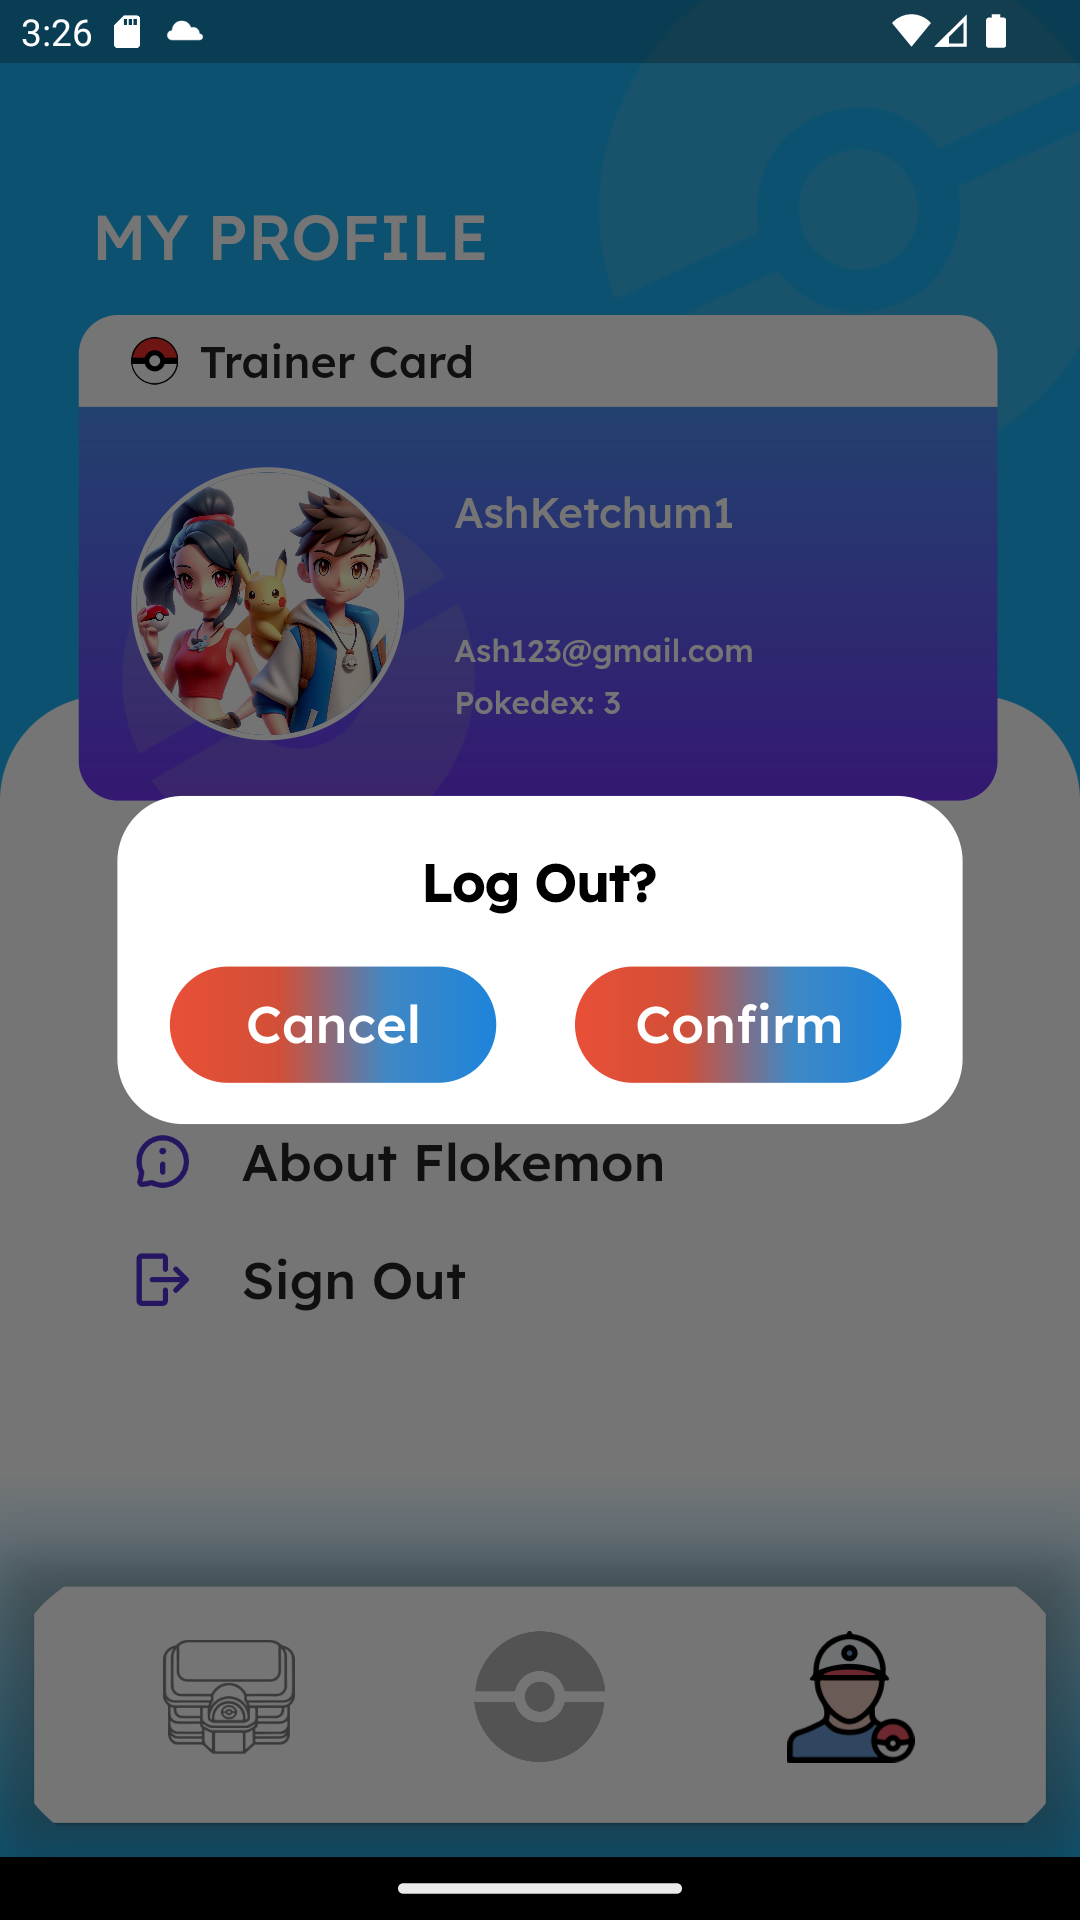 3:26
MY PROFILE
Trainer Card
AshKetchum1
Ash123@gmail.com
Pokedex: 3
Log Out?
Cancel
Confirm
About Flokemon
Sign Out